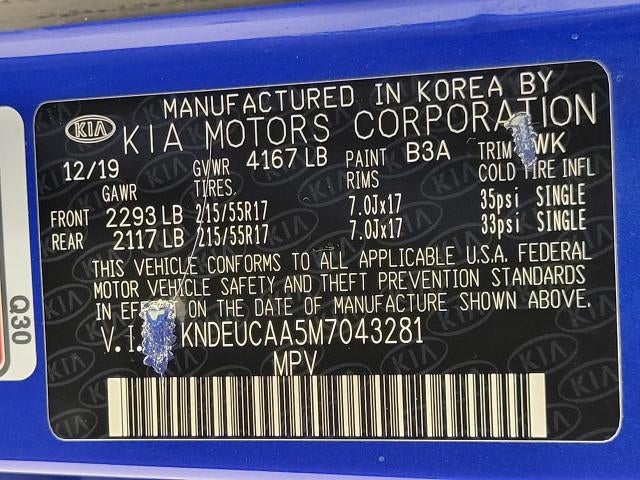 MANUFACTURED IN KOREA BY
KIA KIA MOTORS CORPORATION
12/19 GVWR 4167 LB PAINT B3A TRIM WK
GAWR TIRES. RIMS COLD TIRE INFL
FRONT 2293 LB 215/55R17 7.0Jx17 35psi SINGLE
REAR 2117 LB 215/55R17 7.0Jx17 33psi SINGLE
THIS VEHICLE CONFORMS TO ALL APPLICABLE U.S.A. FEDERAL
MOTOR VEHICLE SAFETY AND THEFT PREVENTION STANDARDS
IN EFFECT ON THE DATE OF MANUFACTURE SHOWN ABOVE.
V.I. KNDEUCAA5M7043281
MPV
Q30